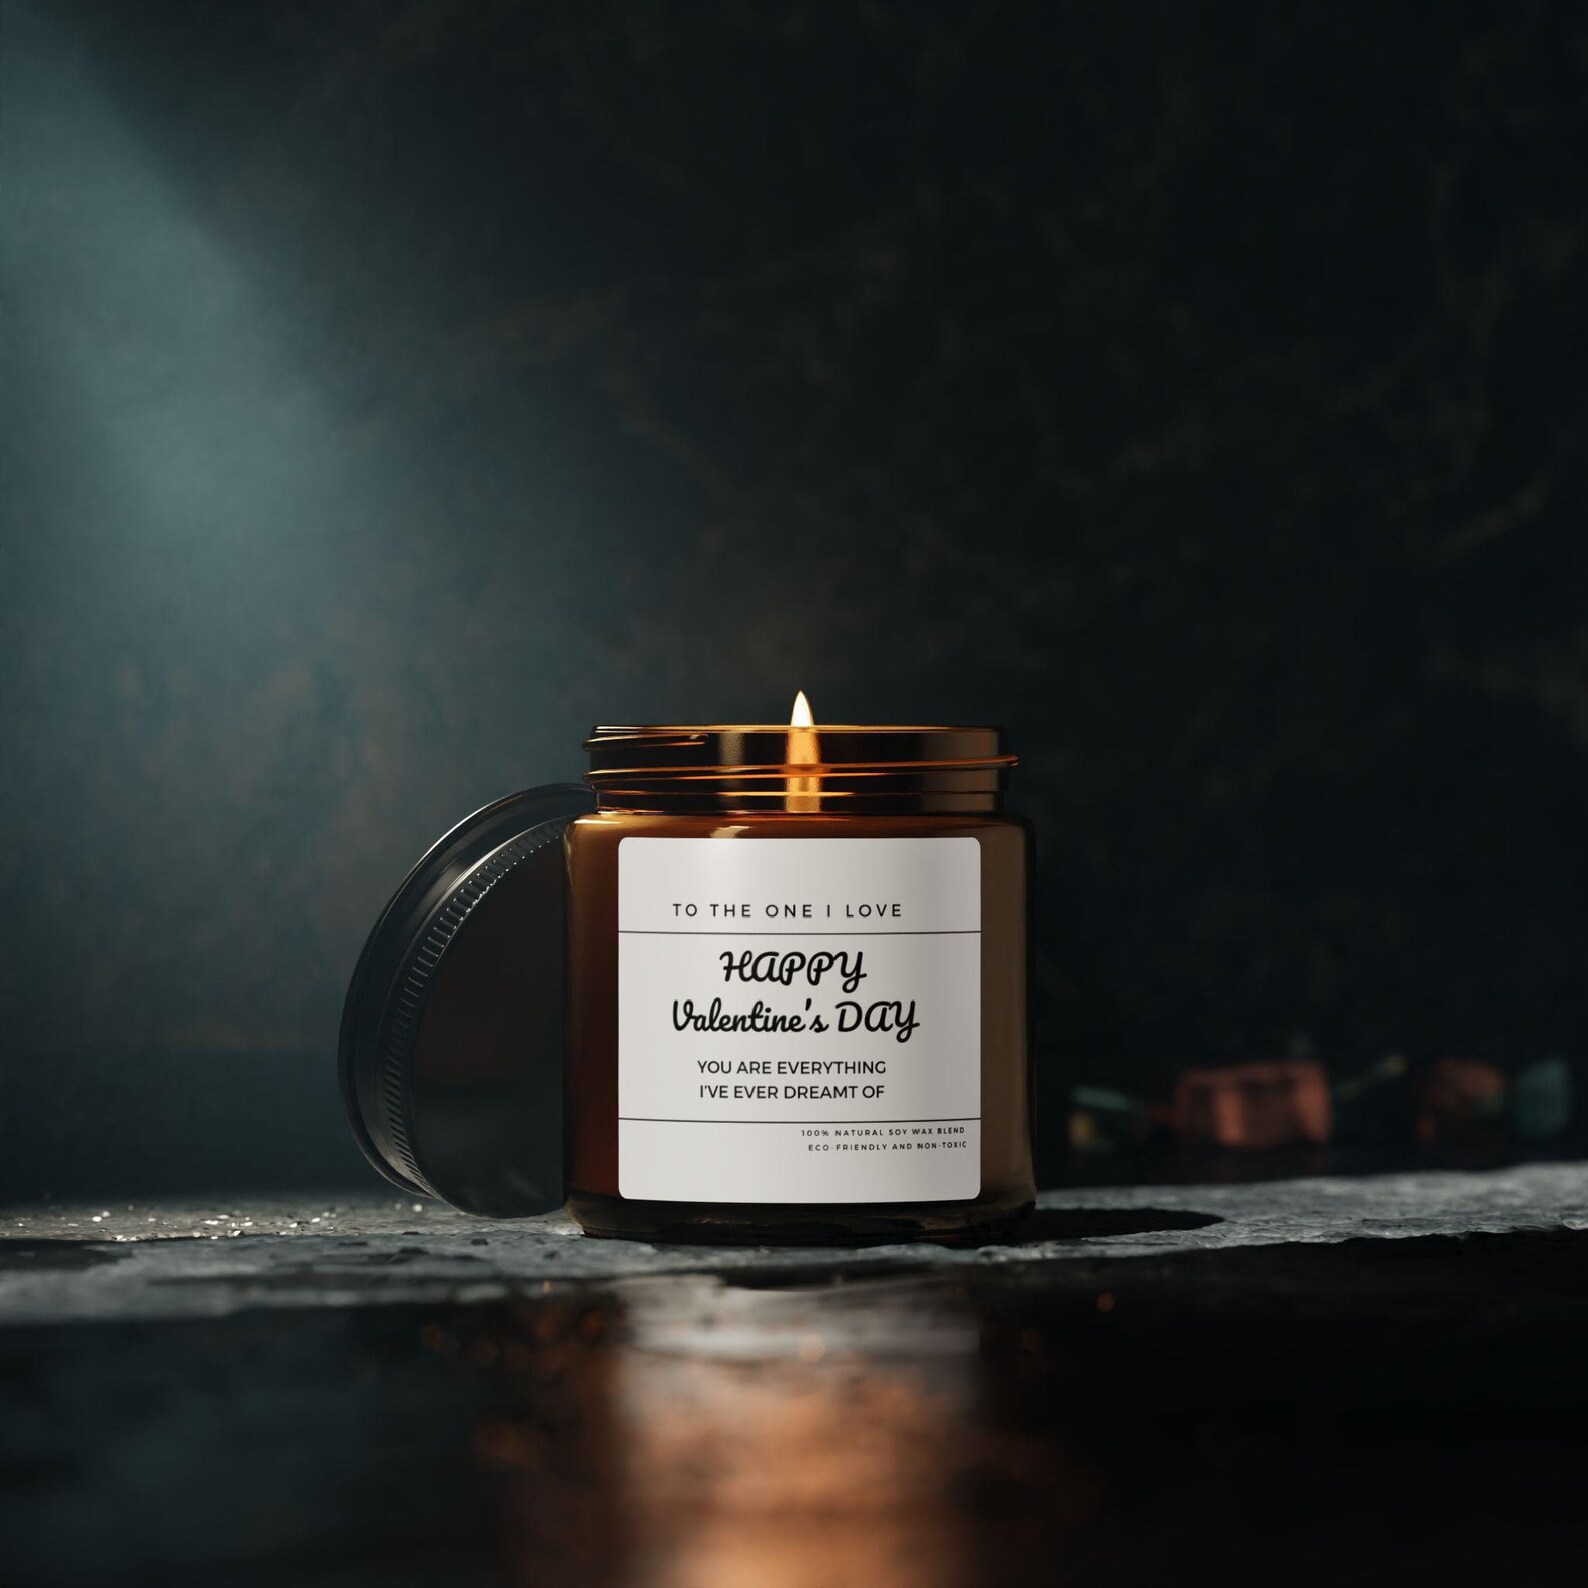 TO THE ONE I LOVE
HAPPY
Valentine's DAY
YOU ARE EVERYTHING
I'VE EVER DREAMT OF
100% NATURAL SOY WAX BLEND
ECO-FRIENDLY AND NON-TOXIC